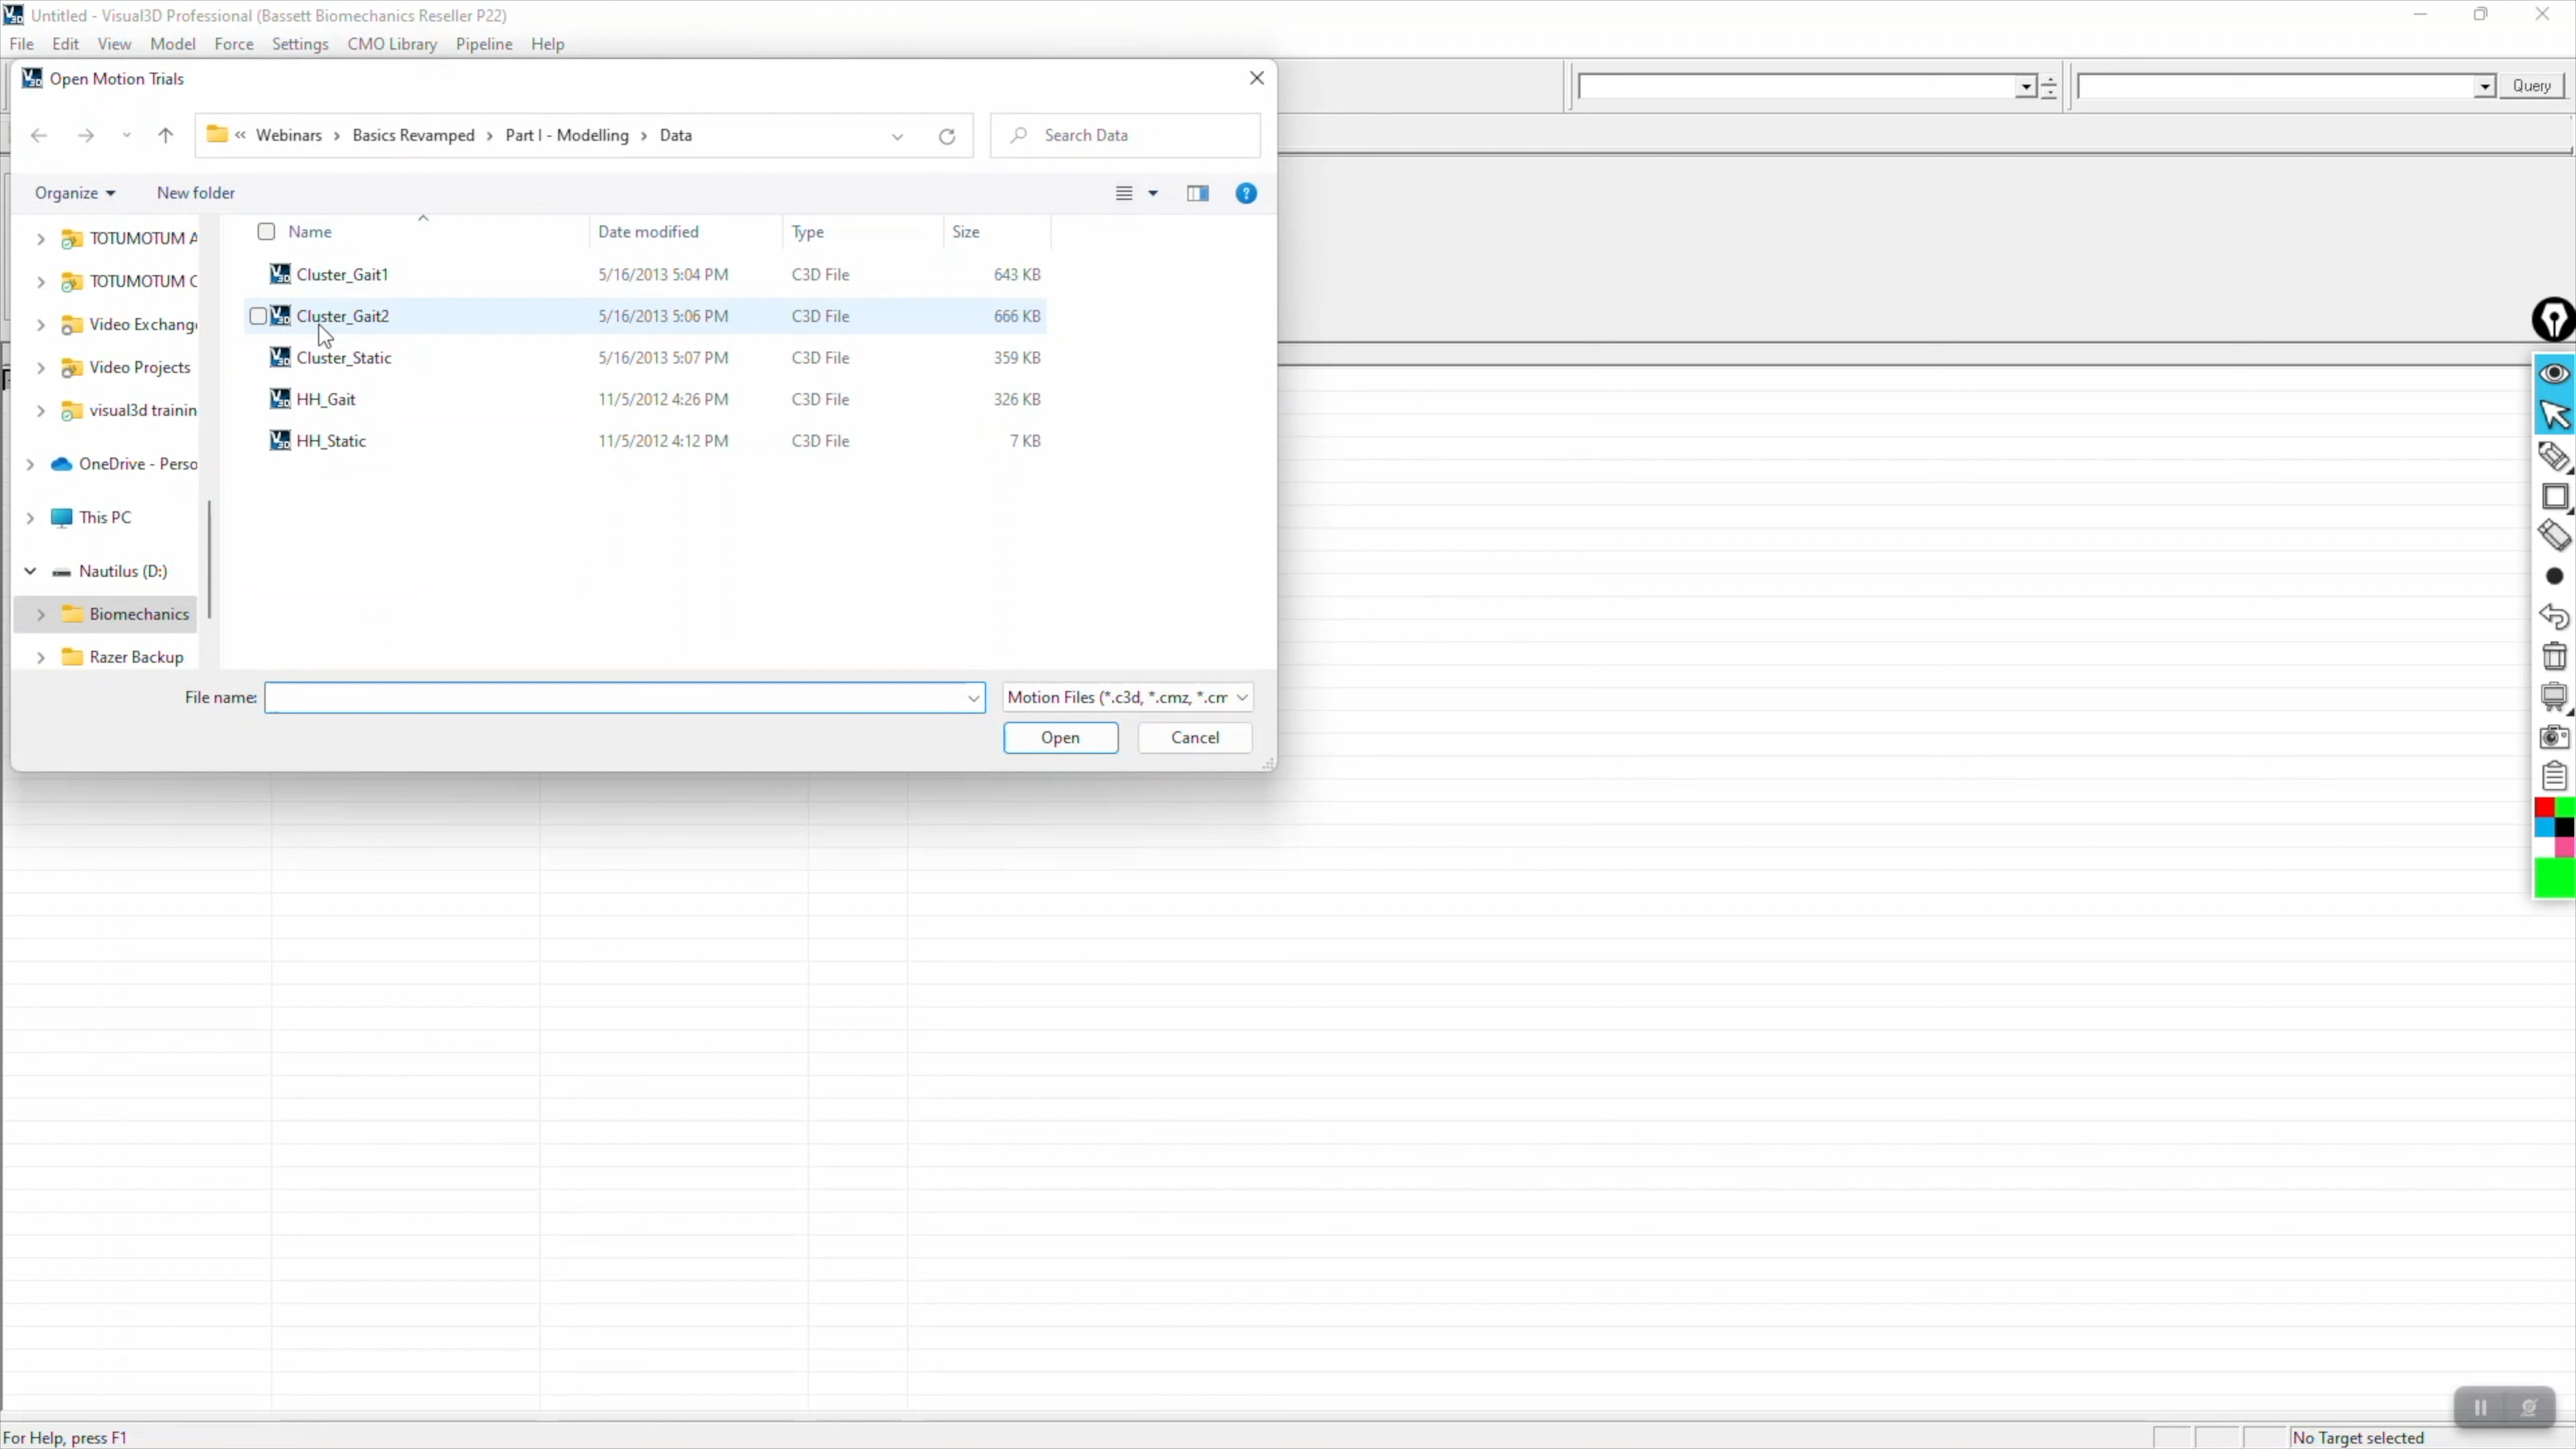 Untitled - Visual3D Professional (Bassett Biomechanics Reseller P22)
File Edit View Model Force Settings CMO Library Pipeline Help
Open Motion Trials
Query
« Webinars > Basics Revamped > Part I - Modelling > Data
Search Data
Organize New folder
Name Date modified Type Size
TOTUMOTUM A
Cluster_Gait1 5/16/2013 5:04 PM C3D File 643 KB
TOTUMOTUM C
Cluster_Gait2 5/16/2013 5:06 PM C3D File 666 KB
Video Exchang
Cluster_Static 5/16/2013 5:07 PM C3D File 359 KB
Video Projects
HH_Gait 11/5/2012 4:26 PM C3D File 326 KB
visual3d trainin
HH_Static 11/5/2012 4:12 PM C3D File 7 KB
OneDrive - Perso
This PC
Nautilus (D:)
Biomechanics
Razer Backup
File name:
Motion Files (*.c3d, *.cmz, *.cm
Open Cancel
For Help, press F1
No Target selected